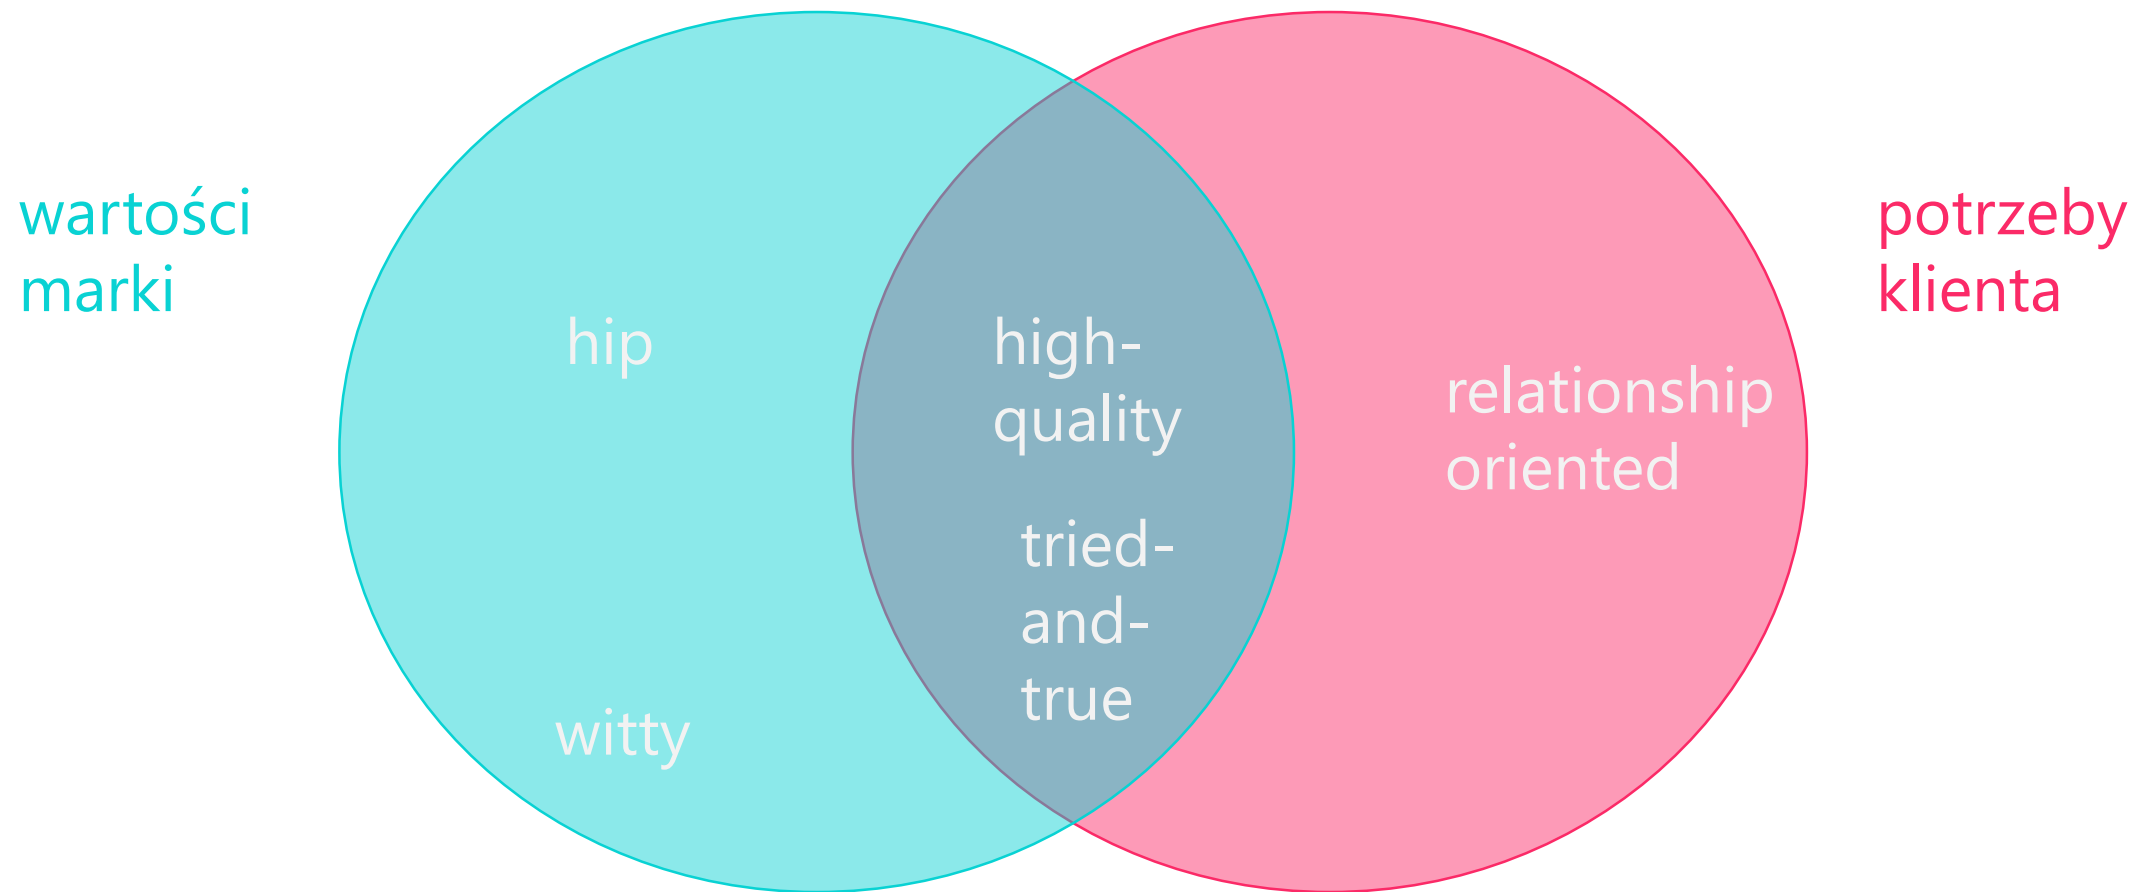 wartości
marki
hip
witty
high-
quality
tried-
and-
true
relationship
oriented
potrzeby
klienta